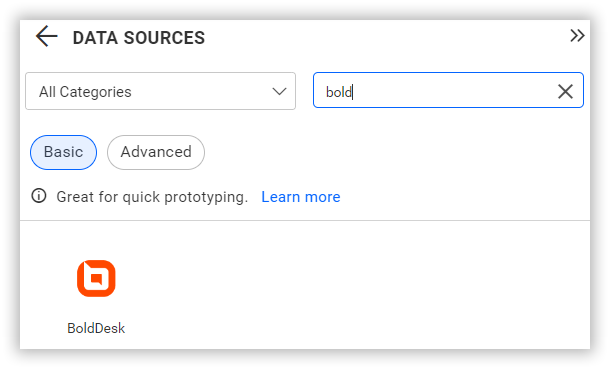 DATA SOURCES
All Categories
bold
Basic
Advanced
Great for quick prototyping. Learn more
BoldDesk